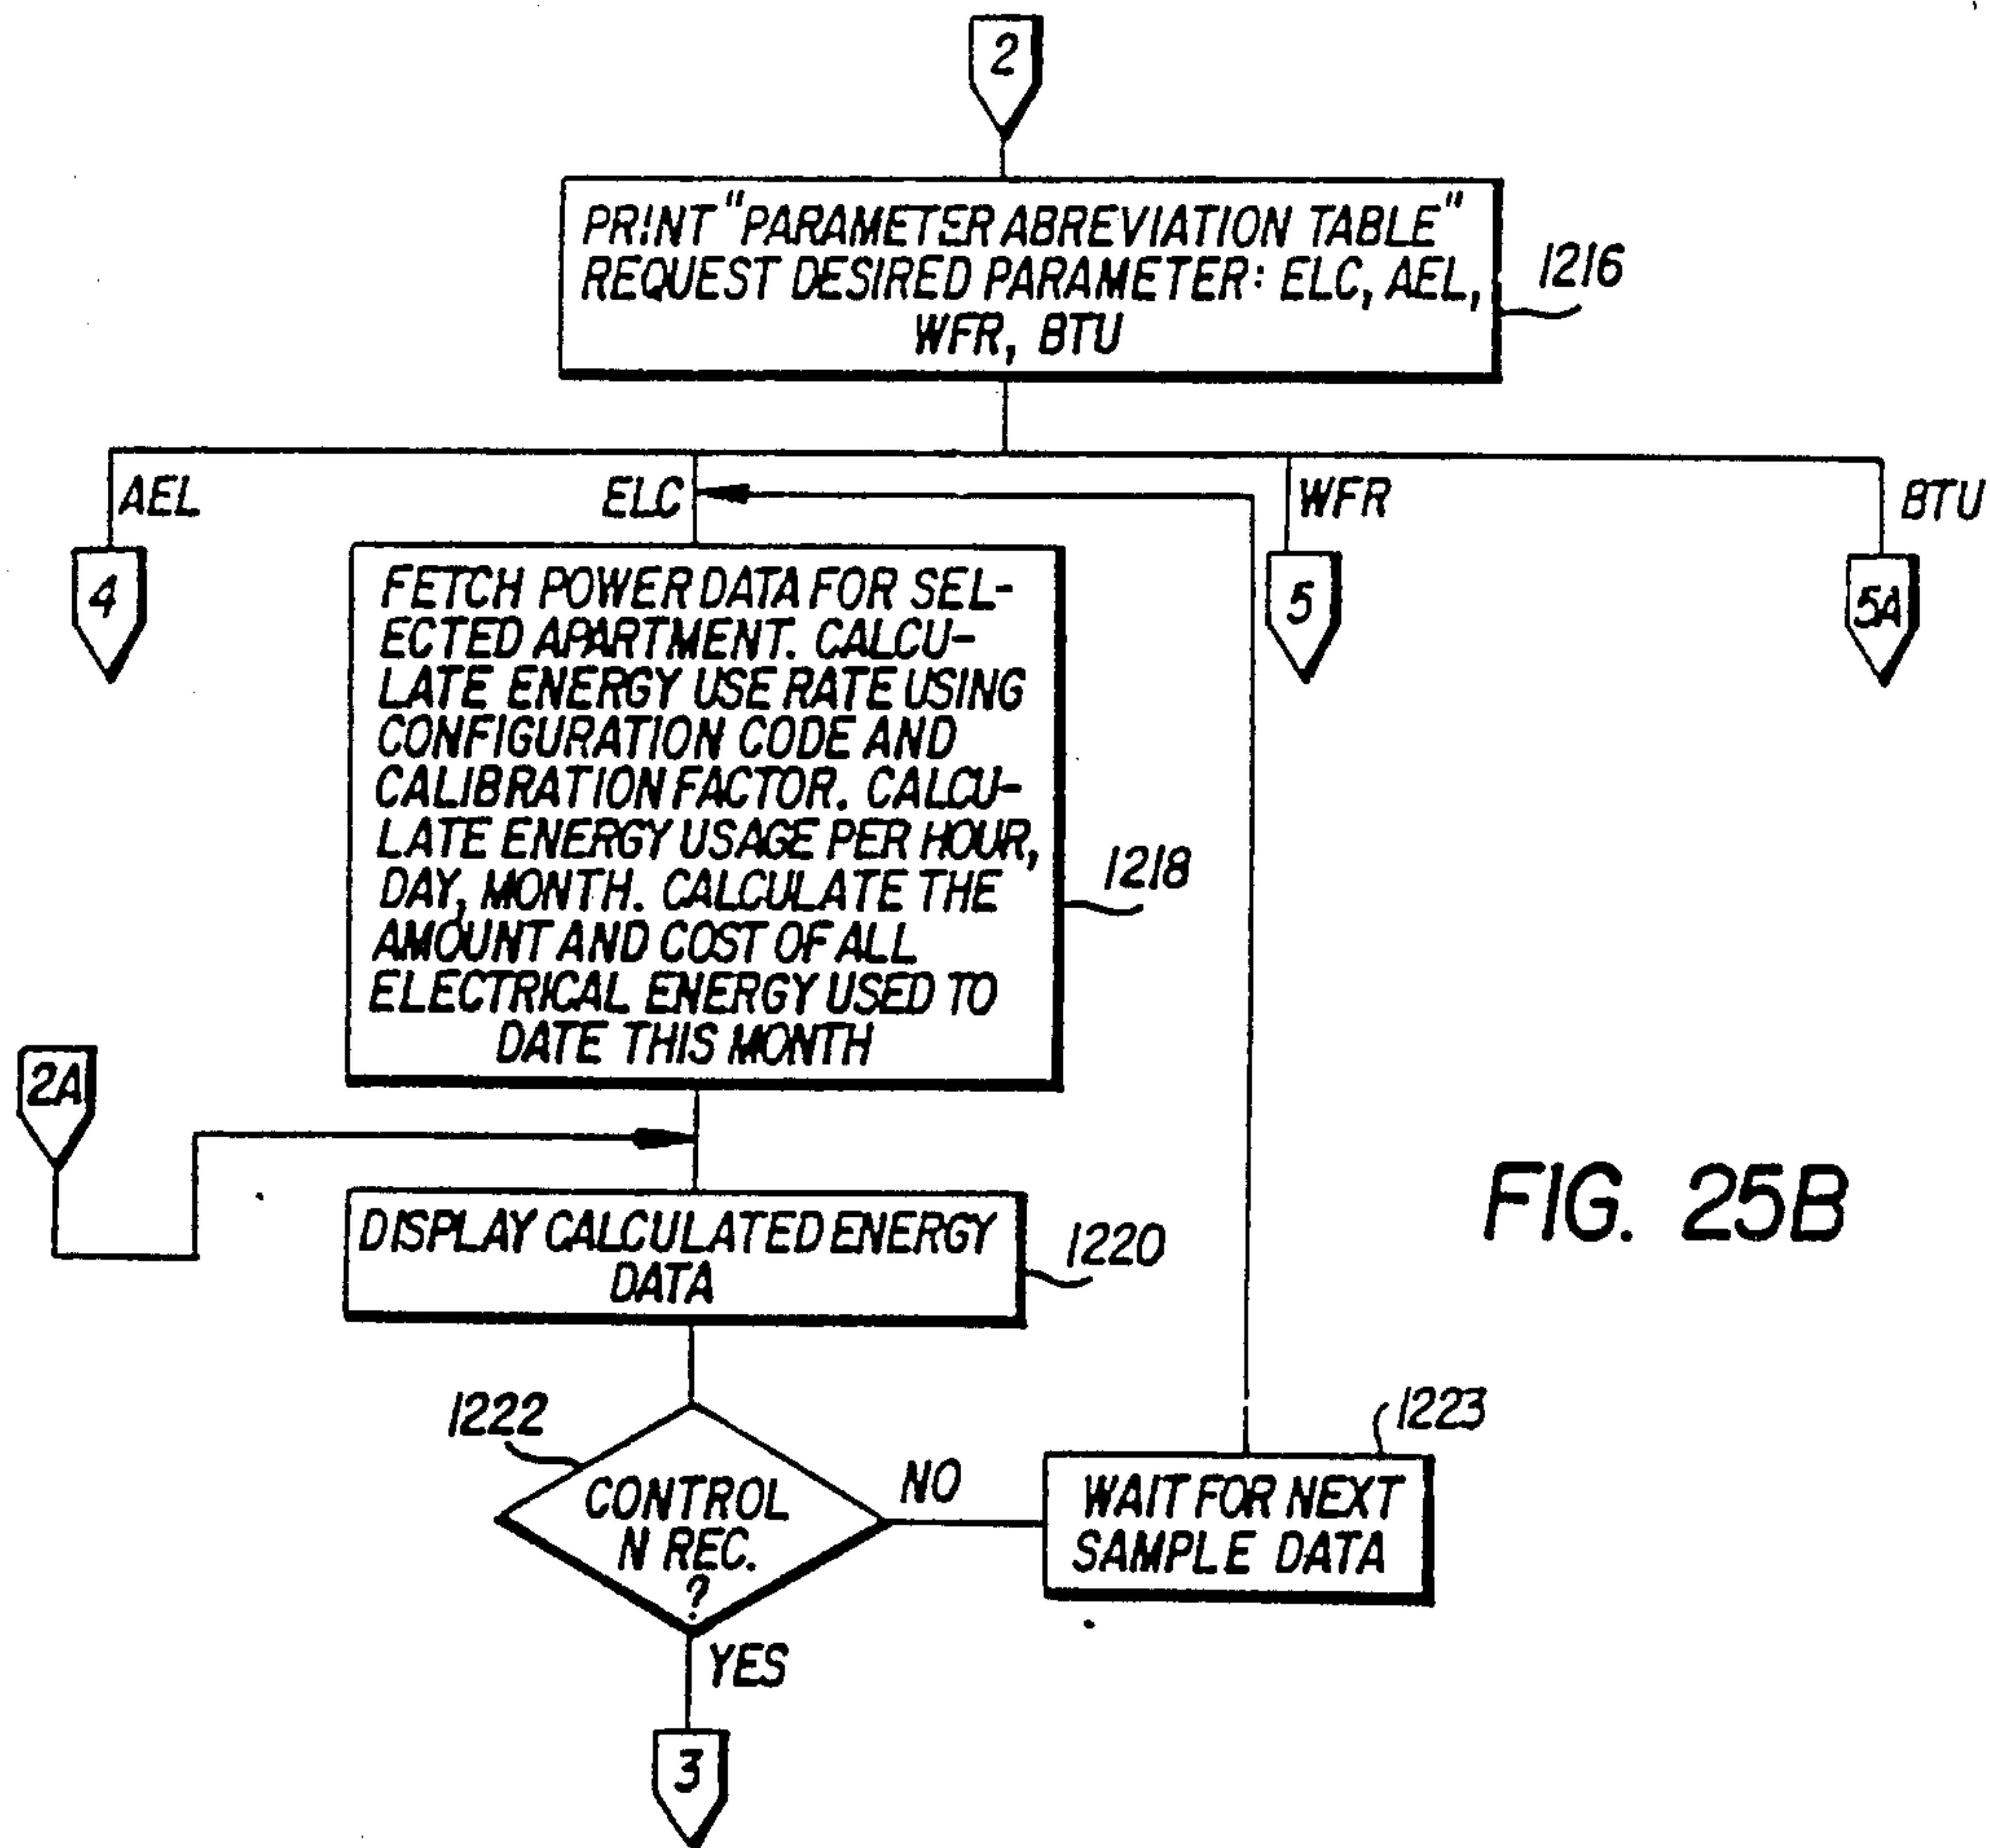 2
PRINT "PARAMETER ABREVIATION TABLE"
REQUEST DESIRED PARAMETER: ELC, AEL,
WFR, BTU
1216
AEL
ELC
WFR
BTU
4
5
5A
FETCH POWER DATA FOR SEL-
ECTED APARTMENT. CALCU-
LATE ENERGY USE RATE USING
CONFIGURATION CODE AND
CALIBRATION FACTOR. CALCU-
LATE ENERGY USAGE PER HOUR,
DAY, MONTH. CALCULATE THE
AMOUNT AND COST OF ALL
ELECTRICAL ENERGY USED TO
DATE THIS MONTH
1218
2A
DISPLAY CALCULATED ENERGY
DATA
1220
FIG. 25B
1222
CONTROL
N REC.
?
NO
WAIT FOR NEXT
SAMPLE DATA
1223
YES
3